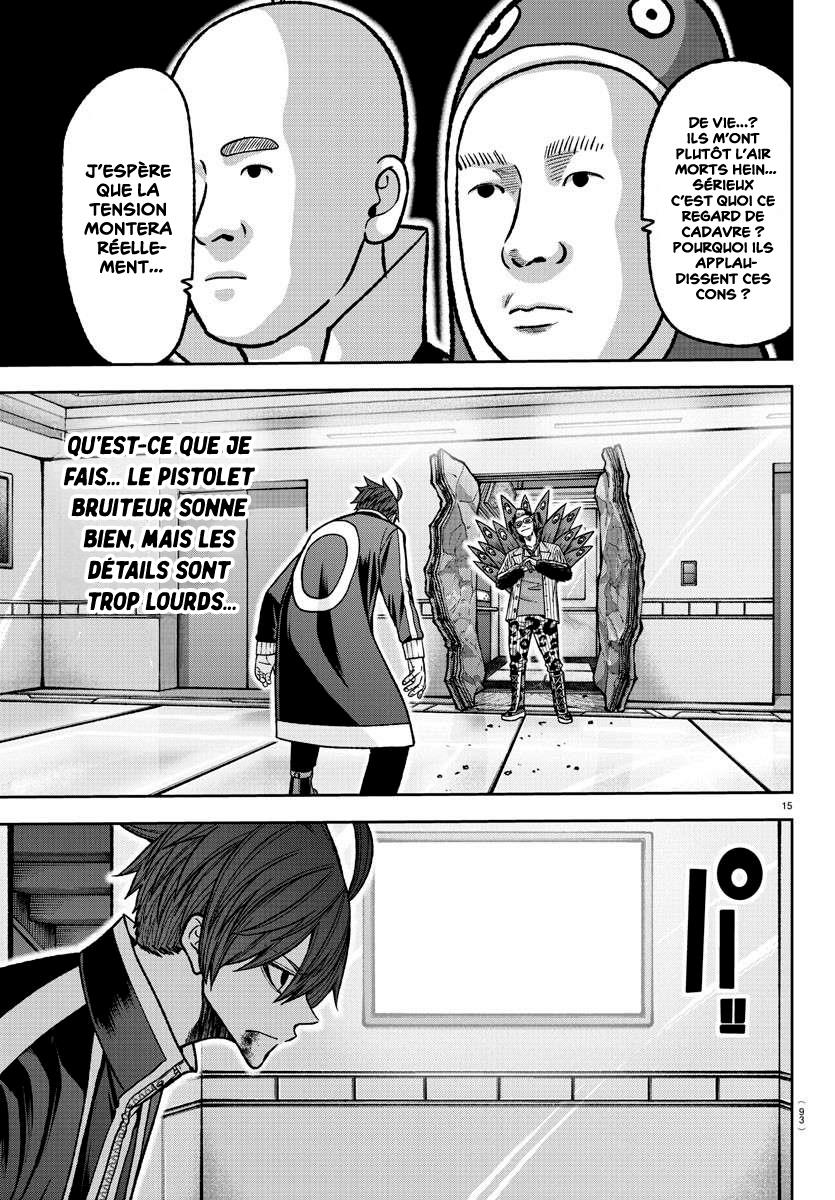 DE VIE...?
ILS M'ONT
PLUTÔT L'AIR
MORTS HEIN...
SÉRIEUX
C'EST QUOI CE
REGARD DE
CADAVRE ?
POURQUOI ILS
APPLAU-
DISSENT CES
CONS ?
J'ESPÈRE
QUE LA
TENSION
MONTERA
RÉELLE-
MENT...
QU'EST-CE QUE JE
FAIS... LE PISTOLET
BRUITEUR SONNE
BIEN, MAIS LES
DÉTAILS SONT
TROP LOURDS...
15
パー!!
(93)